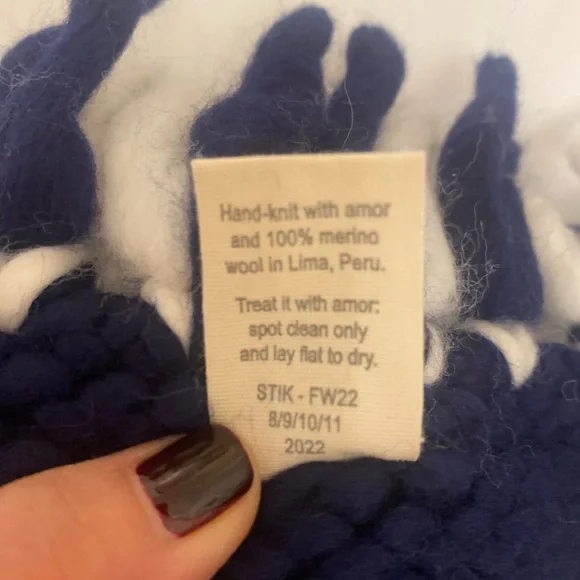 Hand-knit with amor
and 100% merino
wool in Lima, Peru.
Treat it with amor:
spot clean only
and lay flat to dry.
STIK - FW22
8/9/10/11
2022